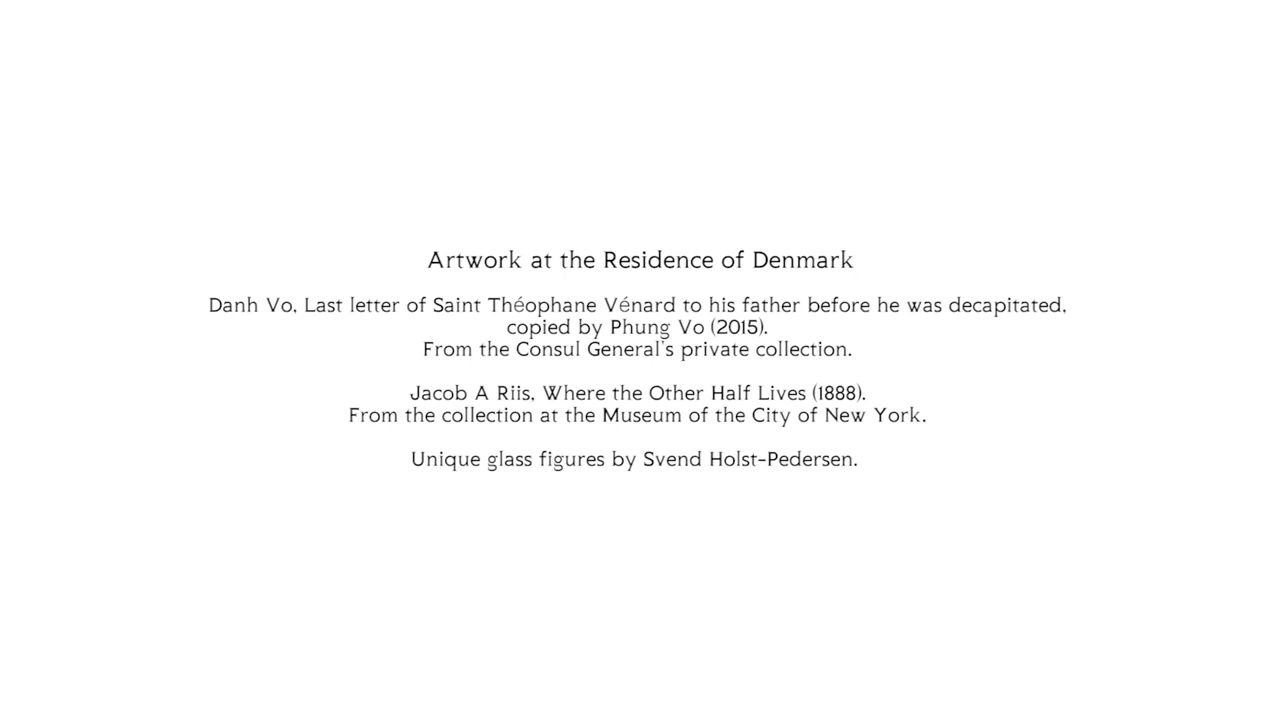 Artwork at the Residence of Denmark
Danh Vo, Last letter of Saint Théophane Vénard to his father before he was decapitated,
copied by Phung Vo (2015).
From the Consul General's private collection.
Jacob A Riis, Where the Other Half Lives (1888).
From the collection at the Museum of the City of New York.
Unique glass figures by Svend Holst-Pedersen.